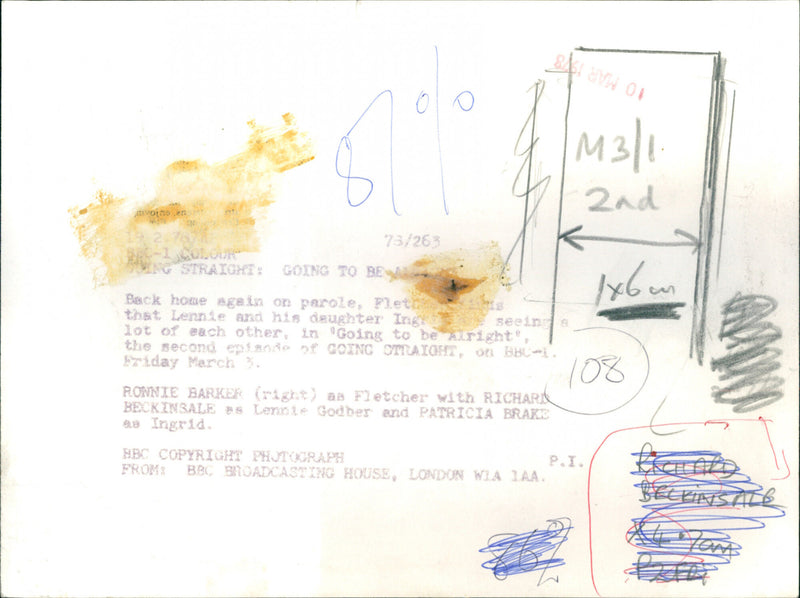 10 MAR 1978
87%
M3/1
2nd
1x6cm
108
73/263
BBC-1 COLOUR
GOING STRAIGHT: GOING TO BE
Back home again on parole,
that Lennie and his daughter seeing a
lot of each other, in "Going to be Alright",
the second episode of GOING STRAIGHT, on BBC-1.
Friday March 3.
RONNIE BARKER (right) as Fletcher with RICHARD
BECKINSALE as Lennie Godber and PATRICIA BRAKE
as Ingrid.
BBC COPYRIGHT PHOTOGRAPH P.I.
FROM: BBC BROADCASTING HOUSE, LONDON W1A 1AA.
RICHARD
BECKINSALE